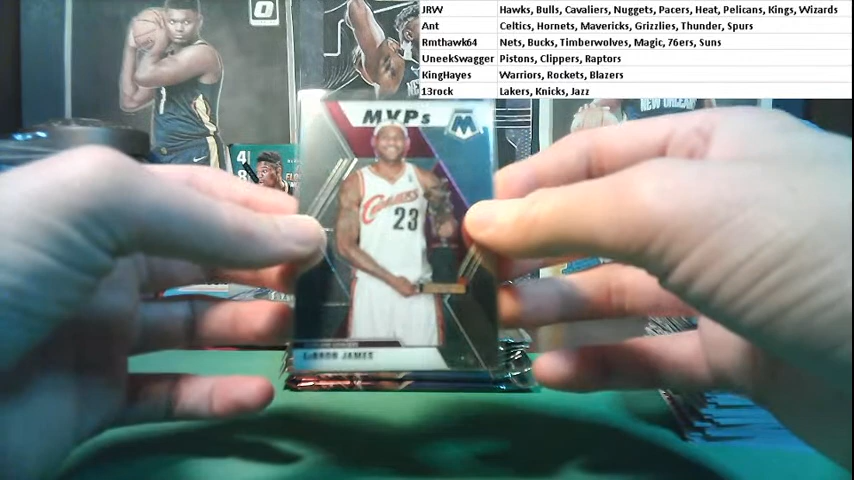 JRW Hawks, Bulls, Cavaliers, Nuggets, Pacers, Heat, Pelicans, Kings, Wizards
Ant Celtics, Hornets, Mavericks, Grizzlies, Thunder, Spurs
Rmthawk64 Nets, Bucks, Timberwolves, Magic, 76ers, Suns
UneekSwagger Pistons, Clippers, Raptors
KingHayes Warriors, Rockets, Blazers
13rock Lakers, Knicks, Jazz
MVPs
M
CAVALIERS
23
LeBRON JAMES